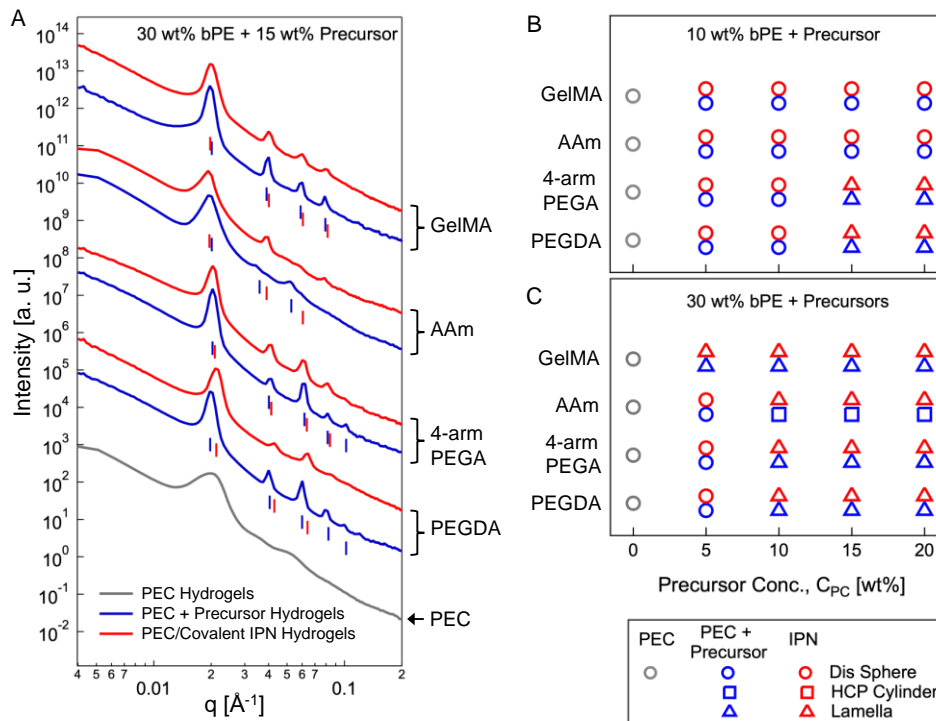 A
30 wt% bPE + 15 wt% Precursor
10^14
10^13
10^12
10^11
10^10
10^9
10^8
10^7
10^6
10^5
10^4
10^3
10^2
10^1
10^0
10^-1
10^-2
Intensity [a. u.]
GelMA
AAm
4-arm
PEGA
PEGDA
PEC
PEC Hydrogels
PEC + Precursor Hydrogels
PEC/Covalent IPN Hydrogels
4 5 6 7 0.01 2 3 4 5 6 7 0.1 2
q [Å^-1]
B
10 wt% bPE + Precursor
GelMA
AAm
4-arm
PEGA
PEGDA
C
30 wt% bPE + Precursors
GelMA
AAm
4-arm
PEGA
PEGDA
0 5 10 15 20
Precursor Conc., C_PC [wt%]
PEC PEC + IPN
Precursor
Dis Sphere
HCP Cylinder
Lamella